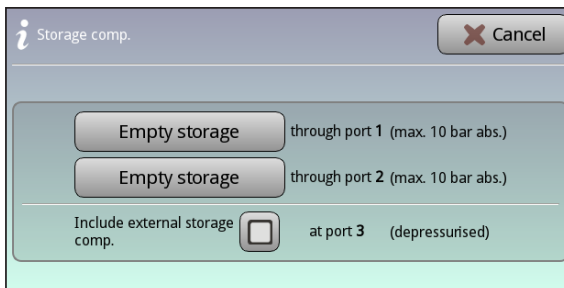 Storage comp.
Cancel
Empty storage through port 1 (max. 10 bar abs.)
Empty storage through port 2 (max. 10 bar abs.)
Include external storage
comp.
at port 3 (depressurised)